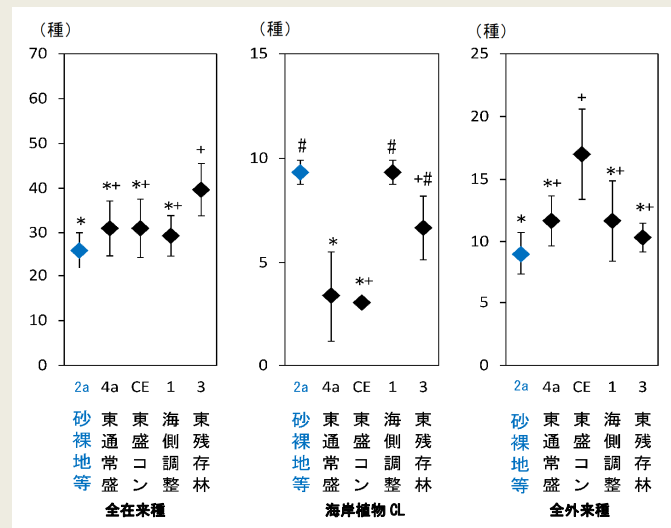 （種）
70
60
50
40
30
20
10
0
*
*+
*+
*+
+
2a 4a CE 1 3
砂裸地等
東通常盛
東盛コン
海側調整
東残存林
全在来種
（種）
15
10
5
0
#
*
*+
#
+#
2a 4a CE 1 3
砂裸地等
東通常盛
東盛コン
海側調整
東残存林
海岸植物 CL
（種）
25
20
15
10
5
0
*
*+
+
*+
*+
2a 4a CE 1 3
砂裸地等
東通常盛
東盛コン
海側調整
東残存林
全外来種